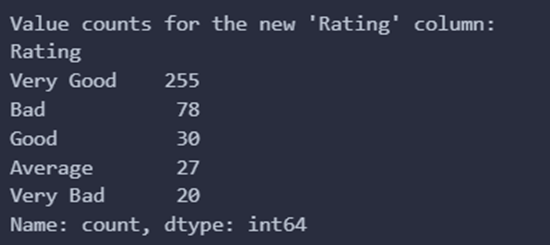 Value counts for the new 'Rating' column:
Rating
Very Good    255
Bad           78
Good          30
Average       27
Very Bad      20
Name: count, dtype: int64